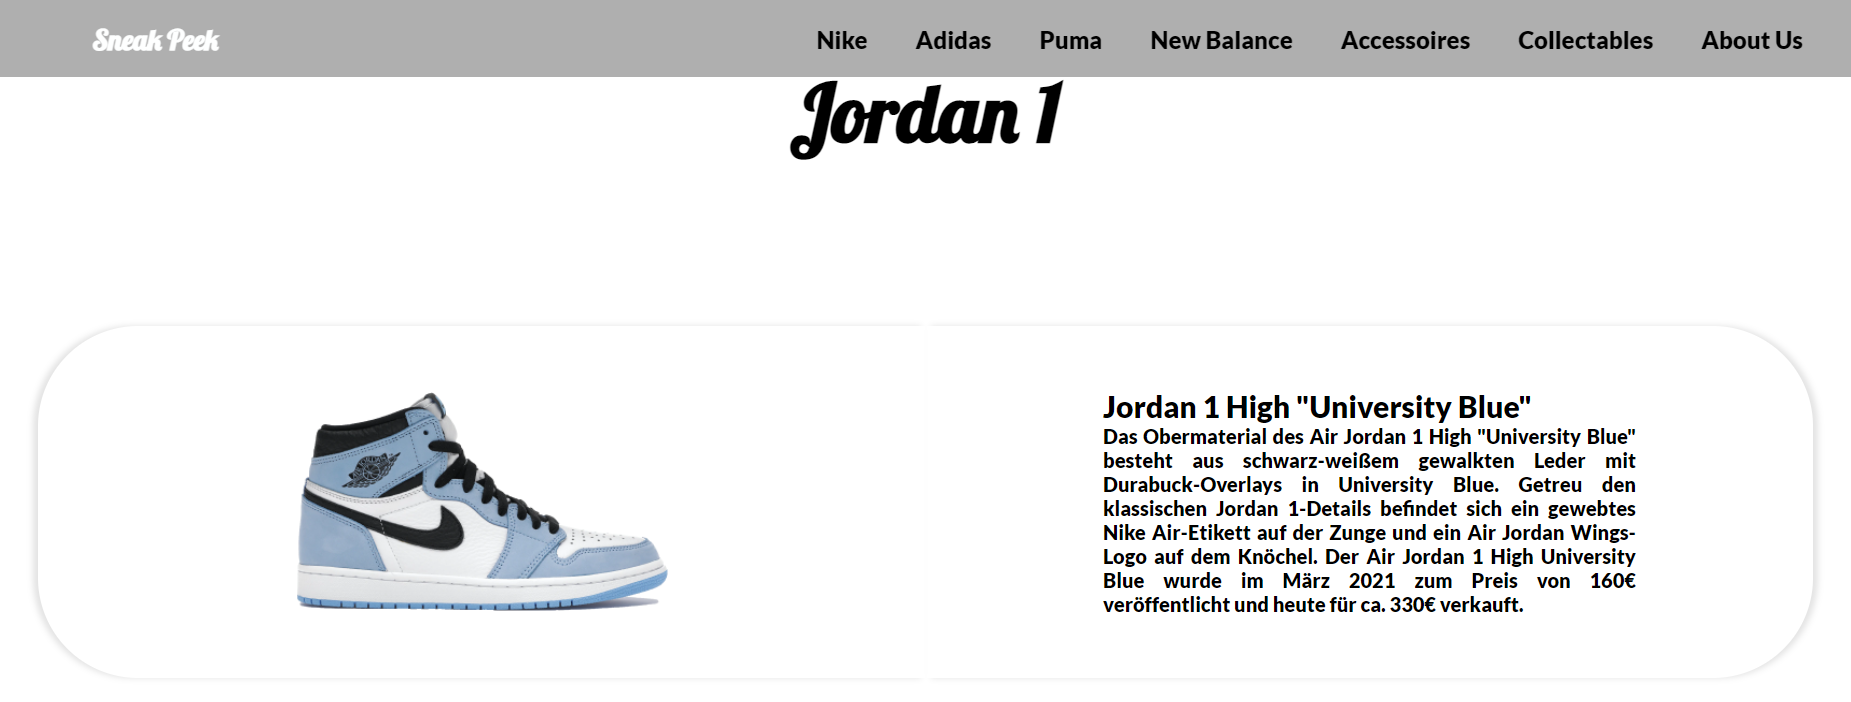 Sneak Peek
Nike Adidas Puma New Balance Accessoires Collectables About Us
Jordan 1
Jordan 1 High "University Blue"
Das Obermaterial des Air Jordan 1 High "University Blue"
besteht aus schwarz-weißem gewalkten Leder mit
Durabuck-Overlays in University Blue. Getreu den
klassischen Jordan 1-Details befindet sich ein gewebtes
Nike Air-Etikett auf der Zunge und ein Air Jordan Wings-
Logo auf dem Knöchel. Der Air Jordan 1 High University
Blue wurde im März 2021 zum Preis von 160€
veröffentlicht und heute für ca. 330€ verkauft.